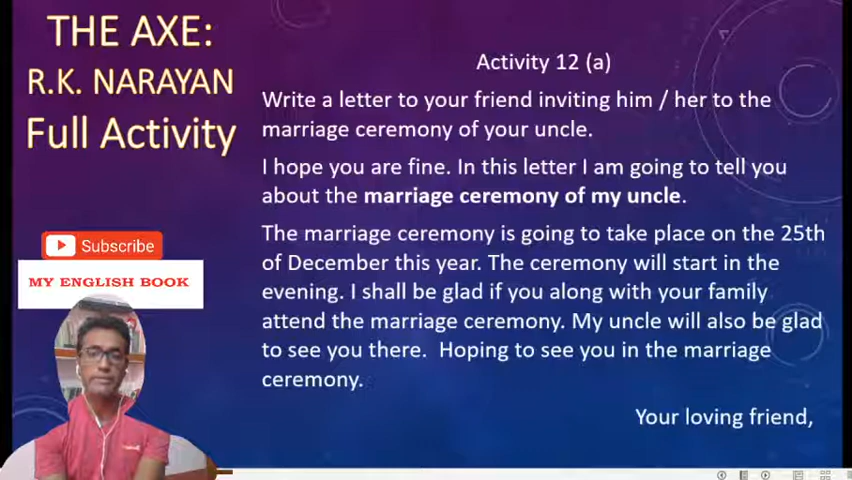 THE AXE:
R.K. NARAYAN
Full Activity
Subscribe
MY ENGLISH BOOK
Activity 12 (a)
Write a letter to your friend inviting him / her to the
marriage ceremony of your uncle.
I hope you are fine. In this letter I am going to tell you
about the marriage ceremony of my uncle.
The marriage ceremony is going to take place on the 25th
of December this year. The ceremony will start in the
evening. I shall be glad if you along with your family
attend the marriage ceremony. My uncle will also be glad
to see you there. Hoping to see you in the marriage
ceremony.
Your loving friend,